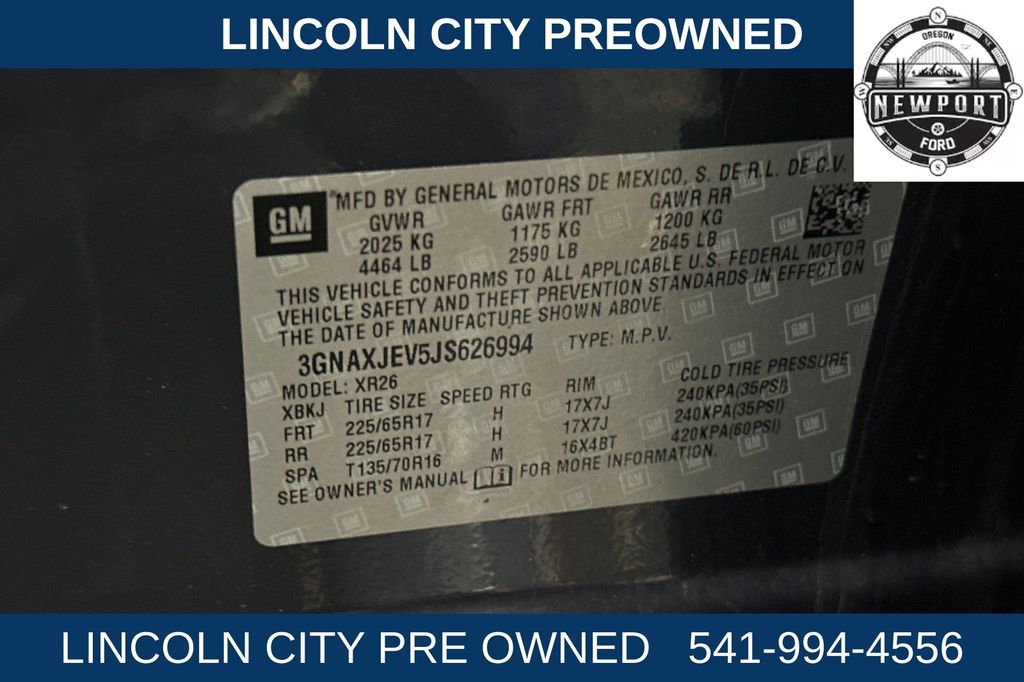 LINCOLN CITY PREOWNED
OREGON
NEWPORT
FORD
GM
MFD BY GENERAL MOTORS DE MEXICO, S. DE R.L. DE C.V.
GVWR GAWR FRT GAWR RR
2025 KG 1175 KG 1200 KG
4464 LB 2590 LB 2645 LB
THIS VEHICLE CONFORMS TO ALL APPLICABLE U.S. FEDERAL MOTOR
VEHICLE SAFETY AND THEFT PREVENTION STANDARDS IN EFFECT ON
THE DATE OF MANUFACTURE SHOWN ABOVE.
3GNAXJEV5JS626994 TYPE: M.P.V.
MODEL: XR26
XBKJ TIRE SIZE SPEED RTG RIM COLD TIRE PRESSURE
FRT 225/65R17 H 17X7J 240KPA(35PSI)
RR 225/65R17 H 17X7J 240KPA(35PSI)
SPA T135/70R16 M 16X4BT 420KPA(60PSI)
SEE OWNER'S MANUAL FOR MORE INFORMATION.
LINCOLN CITY PRE OWNED 541-994-4556